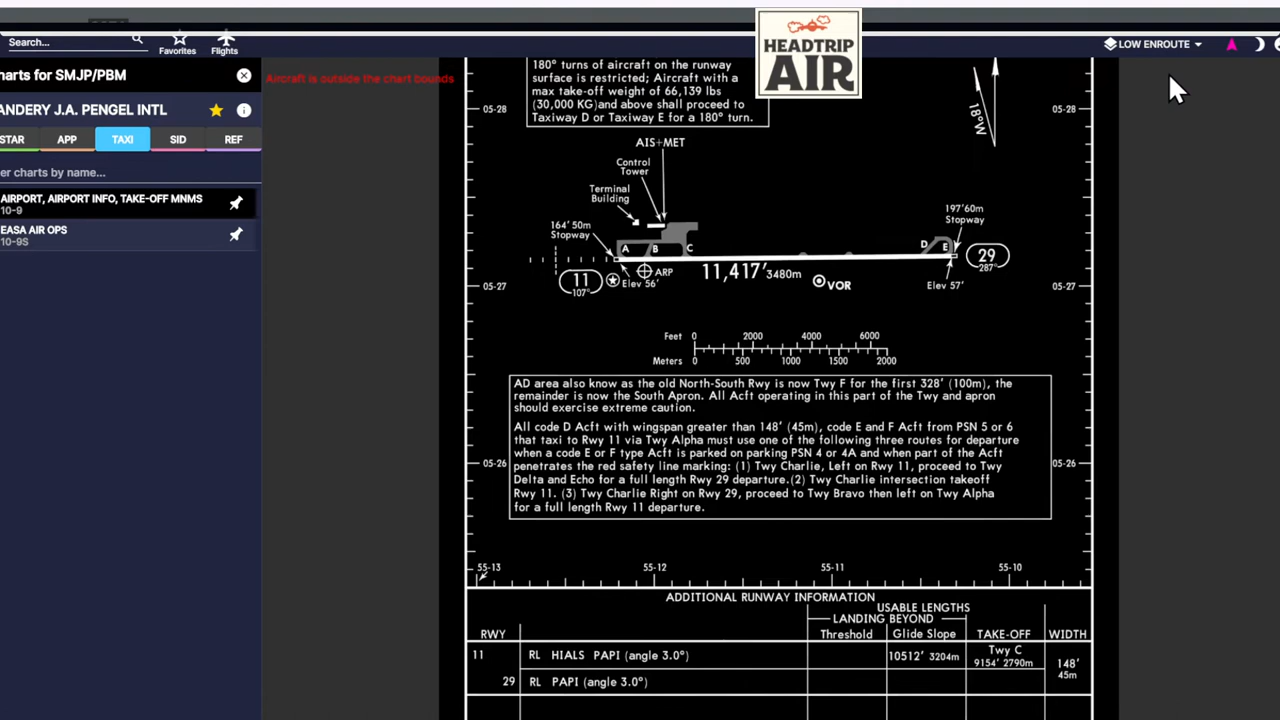 Search...
Favorites
Flights
HEADTRIP
AIR
LOW ENROUTE
harts for SMJP/PBM
Aircraft is outside the chart bounds
ANDERY J.A. PENGEL INTL
STAR
APP
TAXI
SID
REF
er charts by name...
AIRPORT, AIRPORT INFO, TAKE-OFF MNMS
10-9
EASA AIR OPS
10-9S
180° turns of aircraft on the runway
surface is restricted; Aircraft with a
max take-off weight of 66,139 lbs
(30,000 KG)and above shall proceed to
Taxiway D or Taxiway E for a 180° turn.
05-28
05-28
18°W
AIS+MET
Control
Tower
Terminal
Building
164' 50m
Stopway
197'60m
Stopway
A
B
C
D
E
11
107°
29
287°
ARP
Elev 56'
11,417' 3480m
VOR
Elev 57'
05-27
05-27
Feet 0 2000 4000 6000
Meters 0 500 1000 1500 2000
AD area also know as the old North-South Rwy is now Twy F for the first 328' (100m), the
remainder is now the South Apron. All Acft operating in this part of the Twy and apron
should exercise extreme caution.
All code D Acft with wingspan greater than 148' (45m), code E and F Acft from PSN 5 or 6
that taxi to Rwy 11 via Twy Alpha must use one of the following three routes for departure
when a code E or F type Acft is parked on parking PSN 4 or 4A and when part of the Acft
penetrates the red safety line marking: (1) Twy Charlie, Left on Rwy 11, proceed to Twy
Delta and Echo for a full length Rwy 29 departure.(2) Twy Charlie intersection takeoff
Rwy 11. (3) Twy Charlie Right on Rwy 29, proceed to Twy Bravo then left on Twy Alpha
for a full length Rwy 11 departure.
05-26
05-26
55-13
55-12
55-11
55-10
ADDITIONAL RUNWAY INFORMATION
USABLE LENGTHS
LANDING BEYOND
RWY
Threshold
Glide Slope
TAKE-OFF
WIDTH
11
RL HIALS PAPI (angle 3.0°)
10512' 3204m
Twy C
9154' 2790m
148'
45m
29
RL PAPI (angle 3.0°)